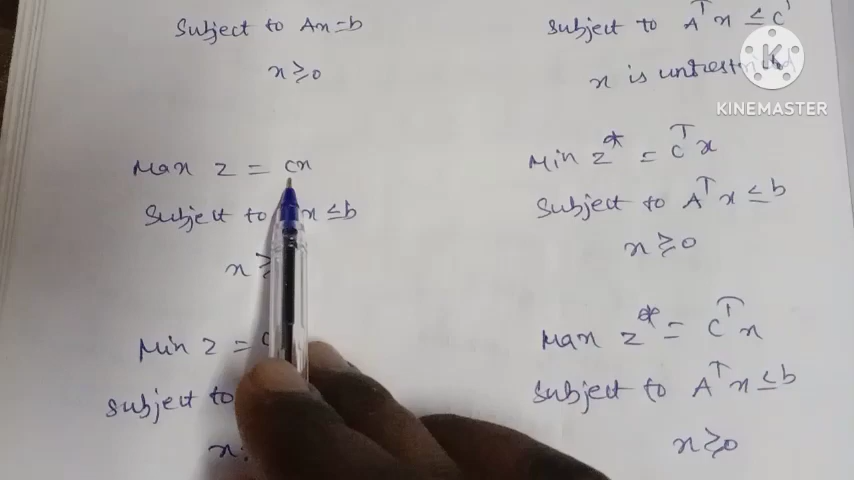 Subject to Ax=b
x ≥ 0
Max z = cx
Subject to x ≤ b
x ≥
Min z =
Subject to
x
Subject to Aᵀx ≤ cᵀ
x is unrestricted
Min z* = cᵀx
Subject to Aᵀx ≤ b
x ≥ 0
Max z* = cᵀx
Subject to Aᵀx ≤ b
x ≥ 0
K
KINEMASTER